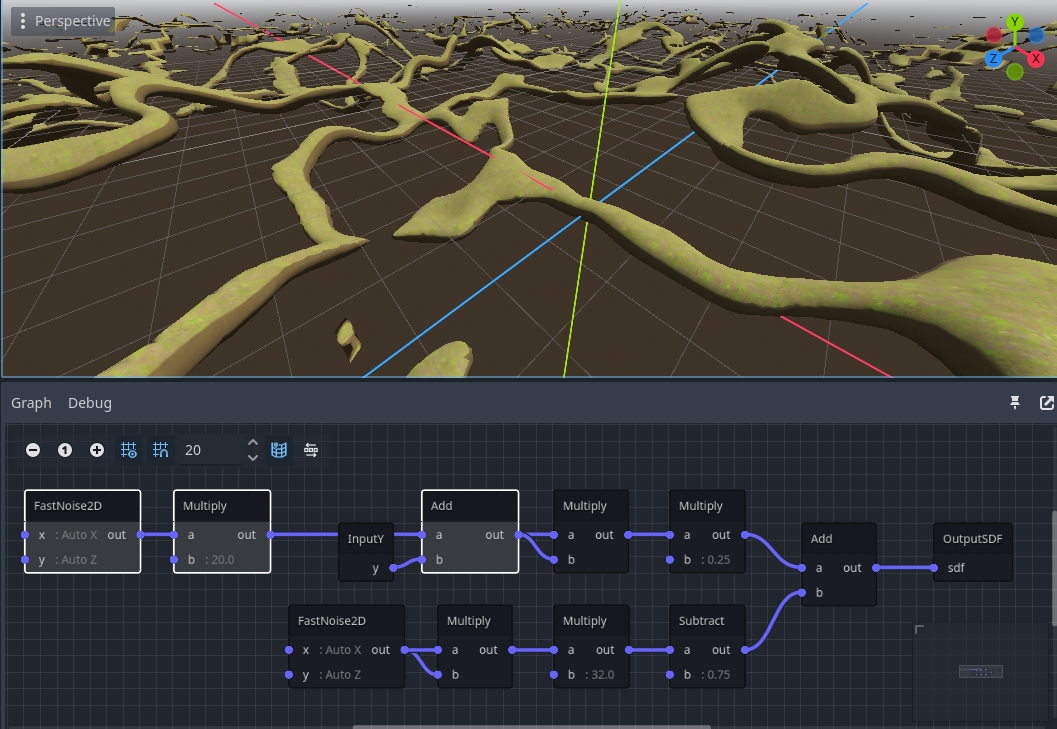 Perspective
Y
Z
X
Graph Debug
1
20
FastNoise2D
x : Auto X out
y : Auto Z
Multiply
a out
b : 20.0
InputY
y
Add
a out
b
Multiply
a out
b
Multiply
a out
b : 0.25
Add
a out
b
OutputSDF
sdf
FastNoise2D
x : Auto X out
y : Auto Z
Multiply
a out
b
Multiply
a out
b : 32.0
Subtract
a out
b : 0.75